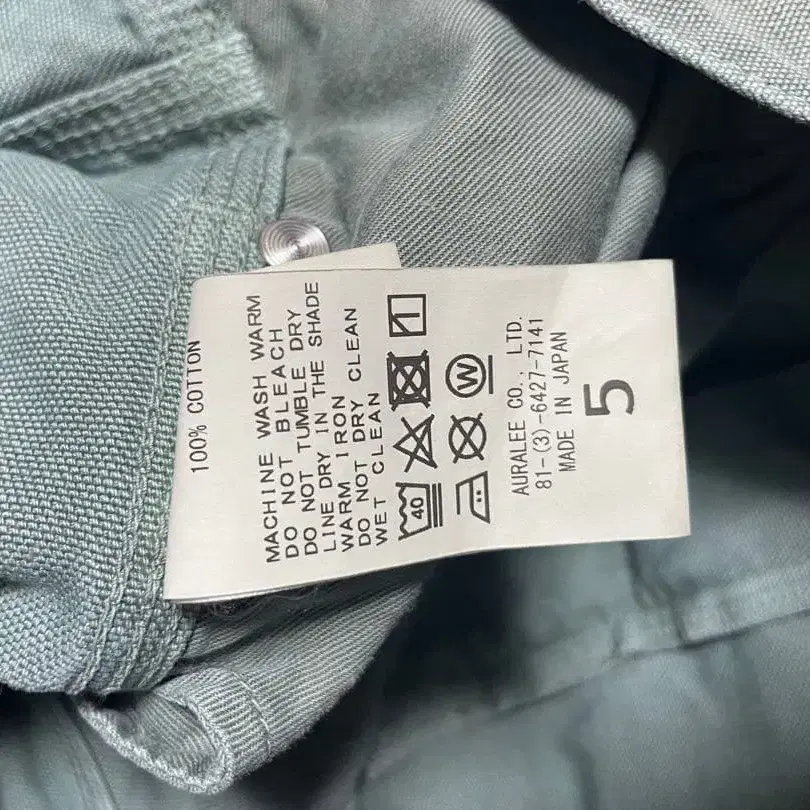 100% COTTON
MACHINE WASH WARM
DO NOT BLEACH
DO NOT TUMBLE DRY
LINE DRY IN THE SHADE
WARM IRON
DO NOT DRY CLEAN
WET CLEAN
40
W
AURALEE CO., LTD.
81-(3)-6427-7141
MADE IN JAPAN
5